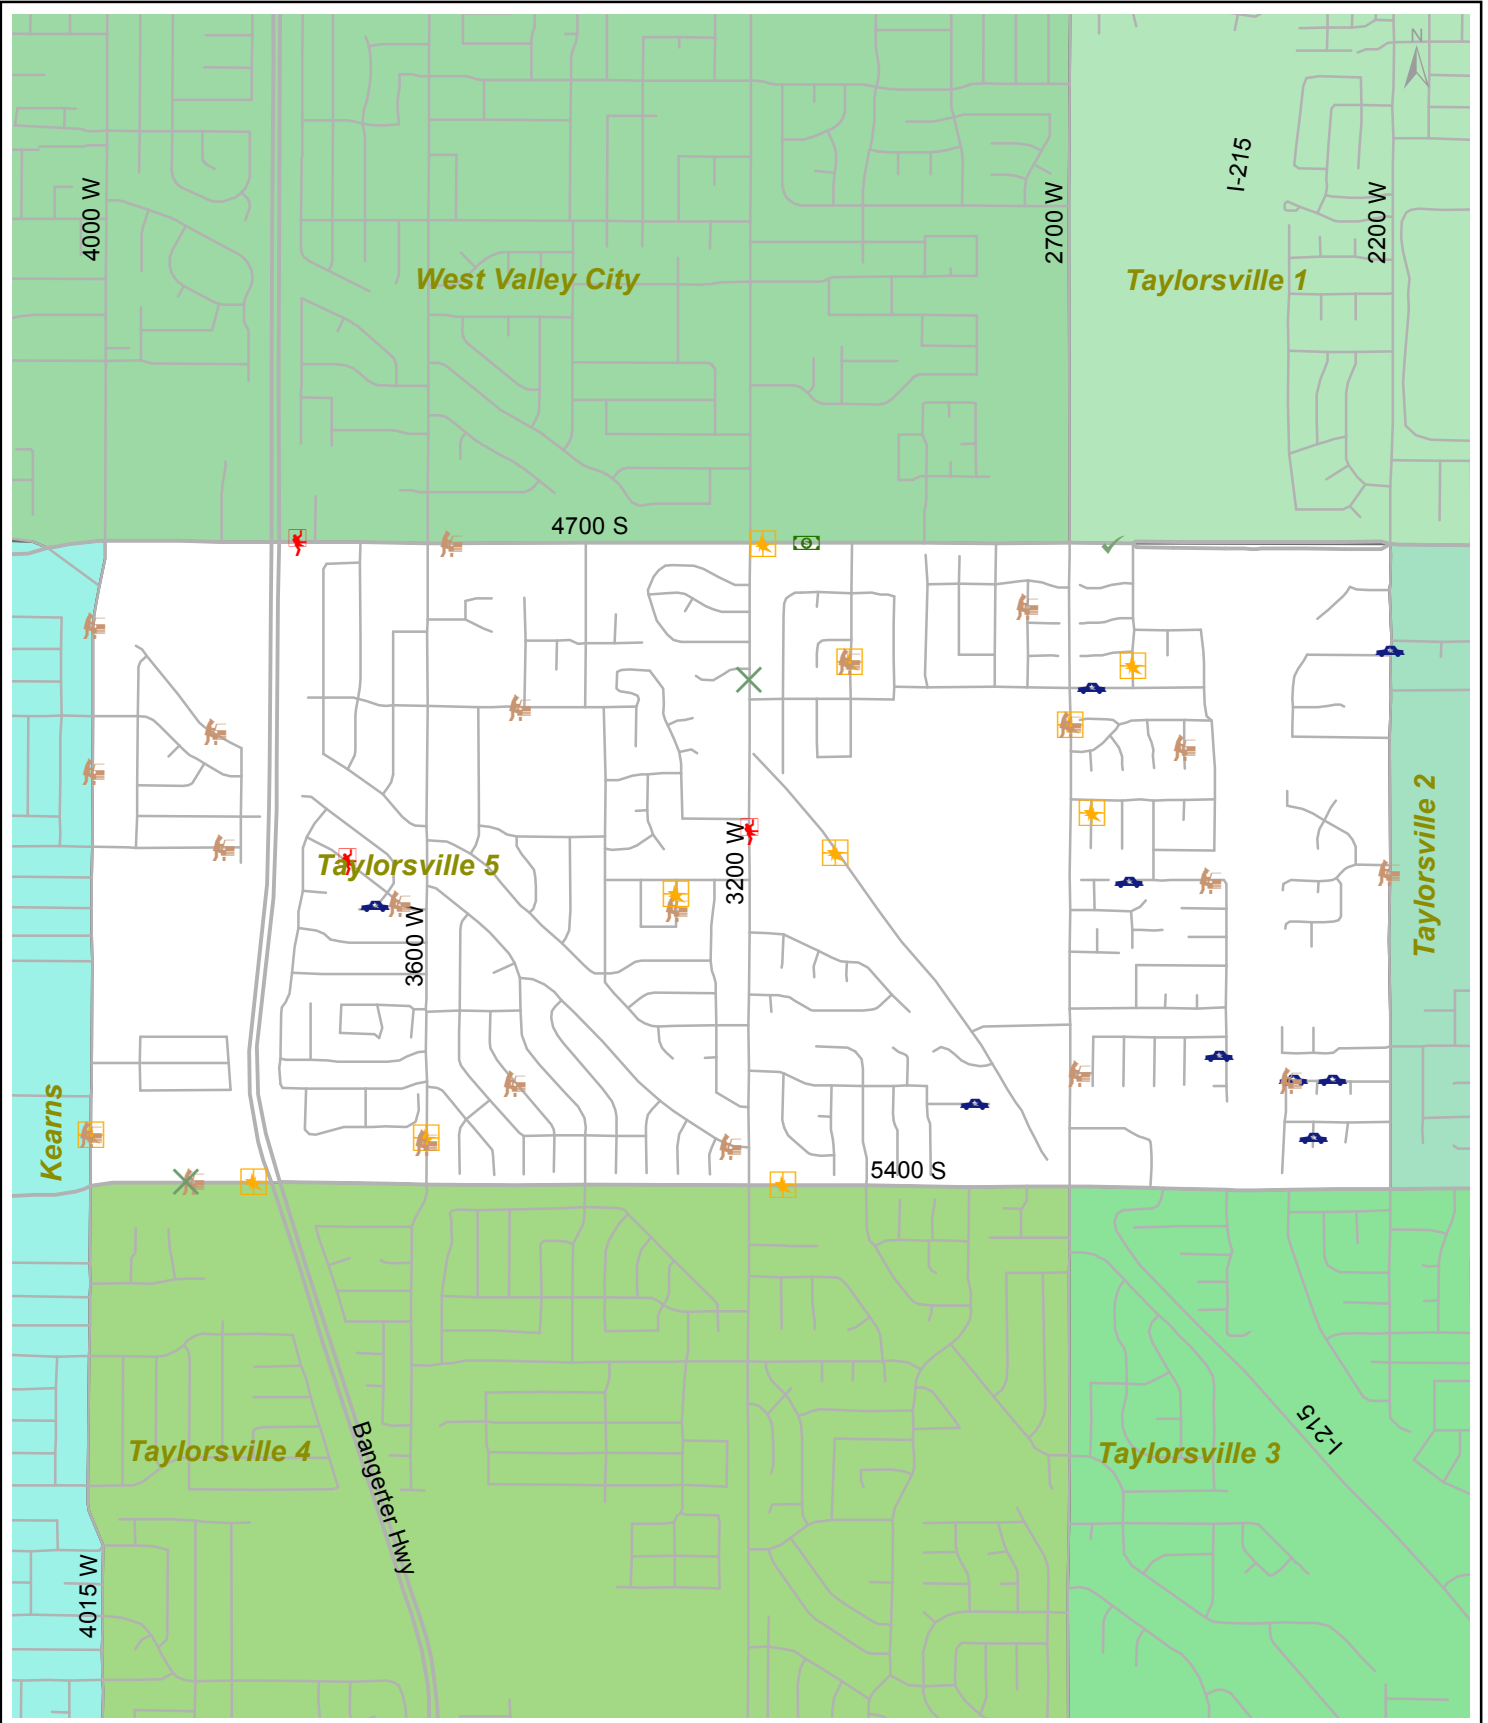 N
I-215
4000 W
2700 W
2200 W
West Valley City
Taylorsville 1
4700 S
Taylorsville 2
3200 W
Taylorsville 5
3600 W
Kearns
5400 S
Taylorsville 4
Bangerter Hwy
Taylorsville 3
I-215
4015 W